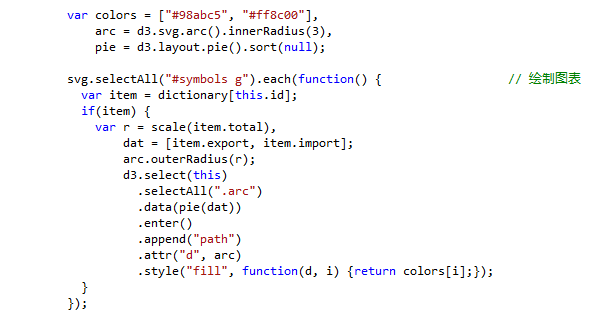 var colors = ["#98abc5", "#ff8c00"],
    arc = d3.svg.arc().innerRadius(3),
    pie = d3.layout.pie().sort(null);

svg.selectAll("#symbols g").each(function() {                  // 绘制图表
  var item = dictionary[this.id];
  if(item) {
    var r = scale(item.total),
        dat = [item.export, item.import];
        arc.outerRadius(r);
        d3.select(this)
          .selectAll(".arc")
          .data(pie(dat))
          .enter()
          .append("path")
          .attr("d", arc)
          .style("fill", function(d, i) {return colors[i];});
  }
});